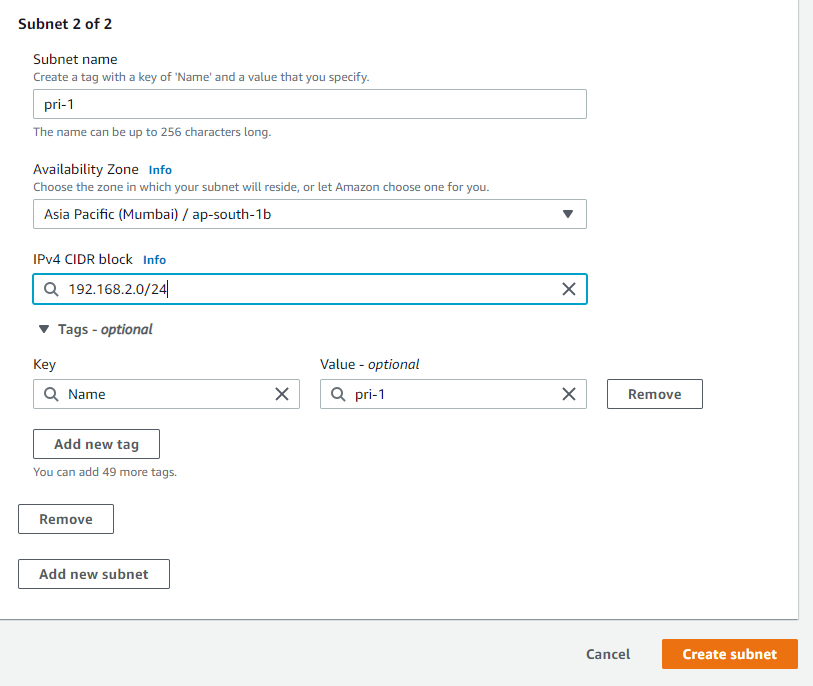 Subnet 2 of 2
Subnet name
Create a tag with a key of 'Name' and a value that you specify.
pri-1
The name can be up to 256 characters long.
Availability Zone Info
Choose the zone in which your subnet will reside, or let Amazon choose one for you.
Asia Pacific (Mumbai) / ap-south-1b
IPv4 CIDR block Info
192.168.2.0/24
Tags - optional
Key Value - optional
Name pri-1 Remove
Add new tag
You can add 49 more tags.
Remove
Add new subnet
Cancel Create subnet